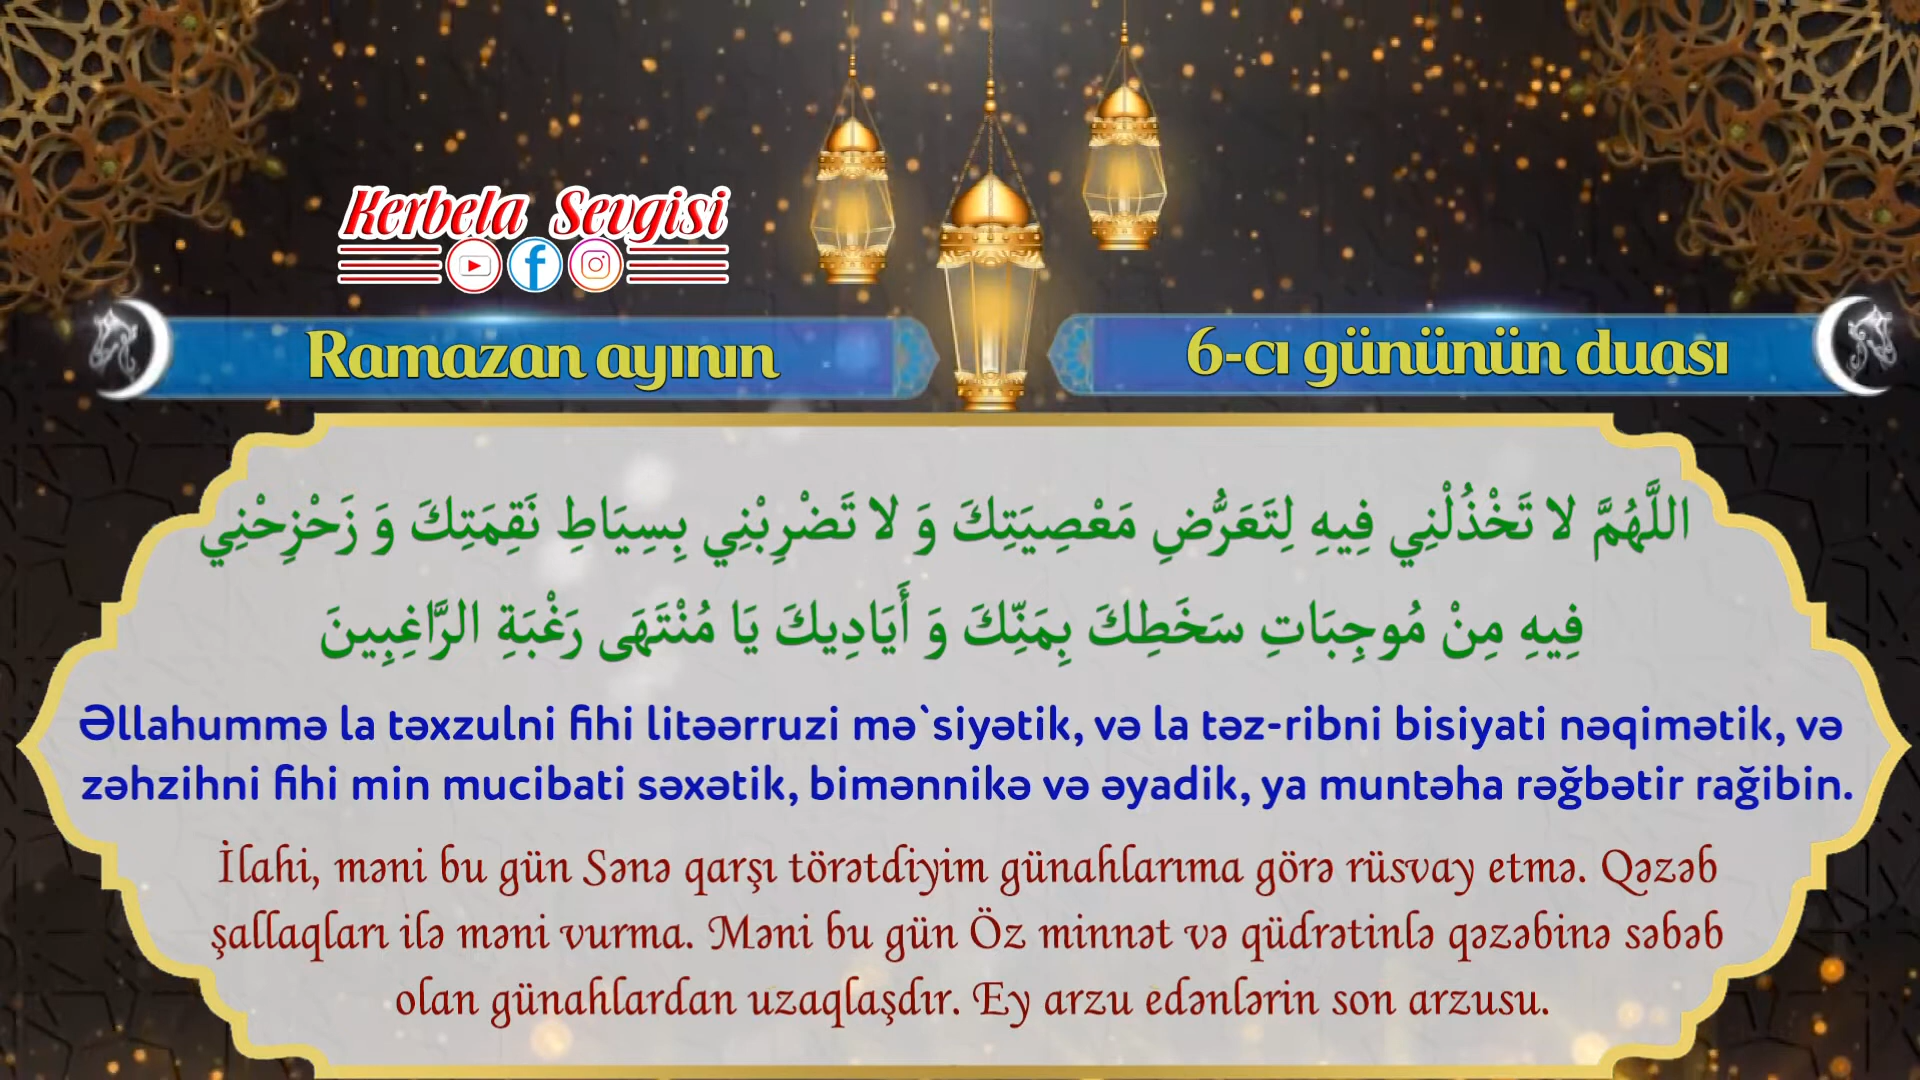 Kerbela Sevgisi
Ramazan ayının
6-cı gününün duası
اللَّهُمَّ لا تَخْذُلْنِي فِيهِ لِتَعَرُّضِ مَعْصِيَتِكَ وَ لا تَضْرِبْنِي بِسِيَاطِ نَقِمَتِكَ وَ زَحْزِحْنِي
فِيهِ مِنْ مُوجِبَاتِ سَخَطِكَ بِمَنِّكَ وَ أَيَادِيكَ يَا مُنْتَهَى رَغْبَةِ الرَّاغِبِينَ
Əllahummə la təxzulni fihi litəərruzi mə`siyətik, və la təz-ribni bisiyati nəqimətik, və
zəhzihni fihi min mucibati səxətik, bimənnikə və əyadik, ya muntəha rəğbətir rağibin.
İlahi, məni bu gün Sənə qarşı törətdiyim günahlarıma görə rüsvay etmə. Qəzəb
şallaqları ilə məni vurma. Məni bu gün Öz minnət və qüdrətinlə qəzəbinə səbəb
olan günahlardan uzaqlaşdır. Ey arzu edənlərin son arzusu.